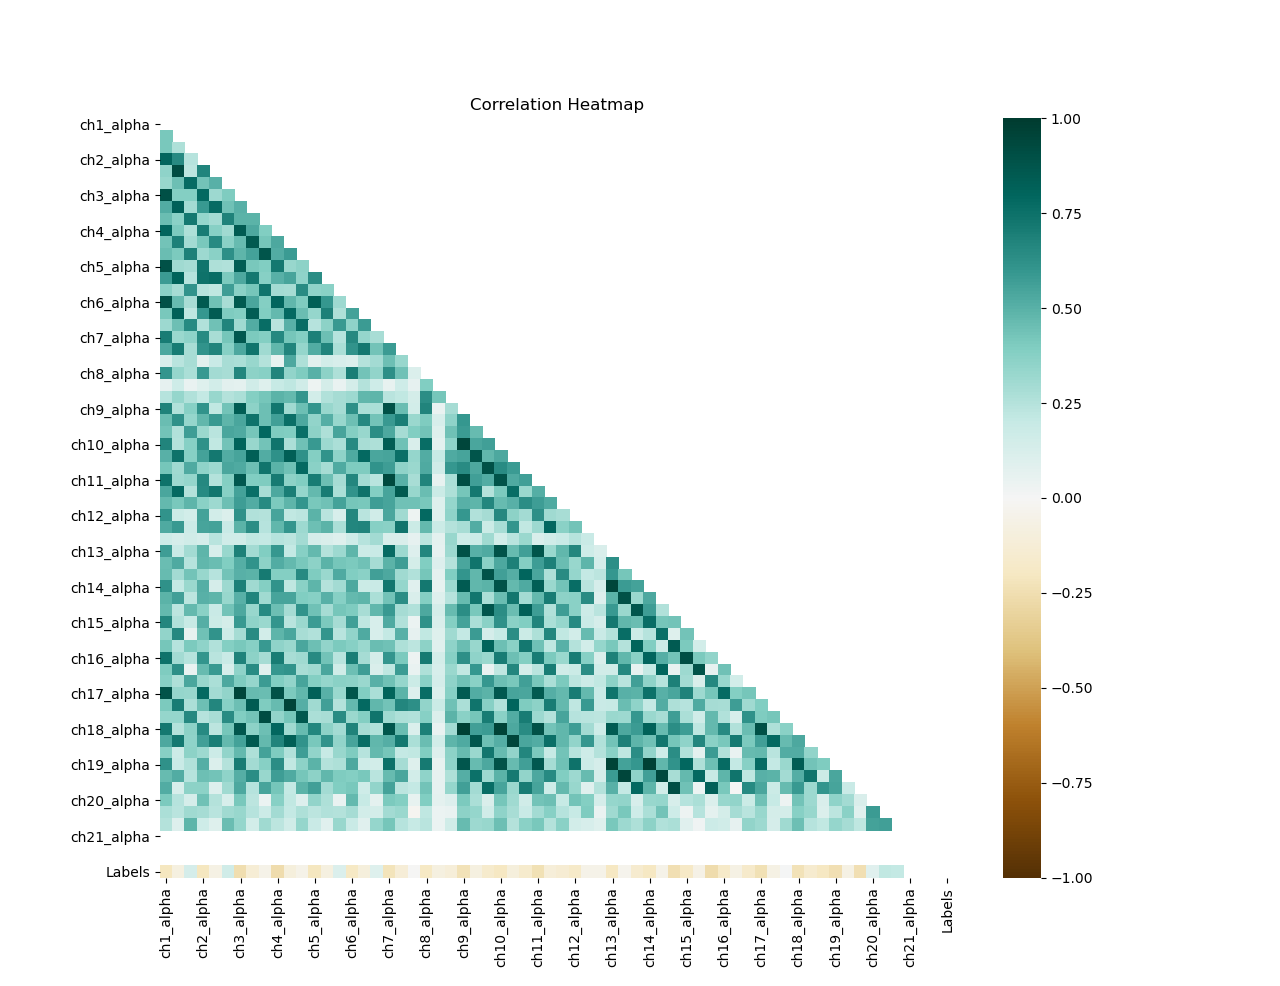 Correlation Heatmap
ch1_alpha
ch2_alpha
ch3_alpha
ch4_alpha
ch5_alpha
ch6_alpha
ch7_alpha
ch8_alpha
ch9_alpha
ch10_alpha
ch11_alpha
ch12_alpha
ch13_alpha
ch14_alpha
ch15_alpha
ch16_alpha
ch17_alpha
ch18_alpha
ch19_alpha
ch20_alpha
ch21_alpha
Labels
ch1_alpha
ch2_alpha
ch3_alpha
ch4_alpha
ch5_alpha
ch6_alpha
ch7_alpha
ch8_alpha
ch9_alpha
ch10_alpha
ch11_alpha
ch12_alpha
ch13_alpha
ch14_alpha
ch15_alpha
ch16_alpha
ch17_alpha
ch18_alpha
ch19_alpha
ch20_alpha
ch21_alpha
Labels
1.00
0.75
0.50
0.25
0.00
−0.25
−0.50
−0.75
−1.00